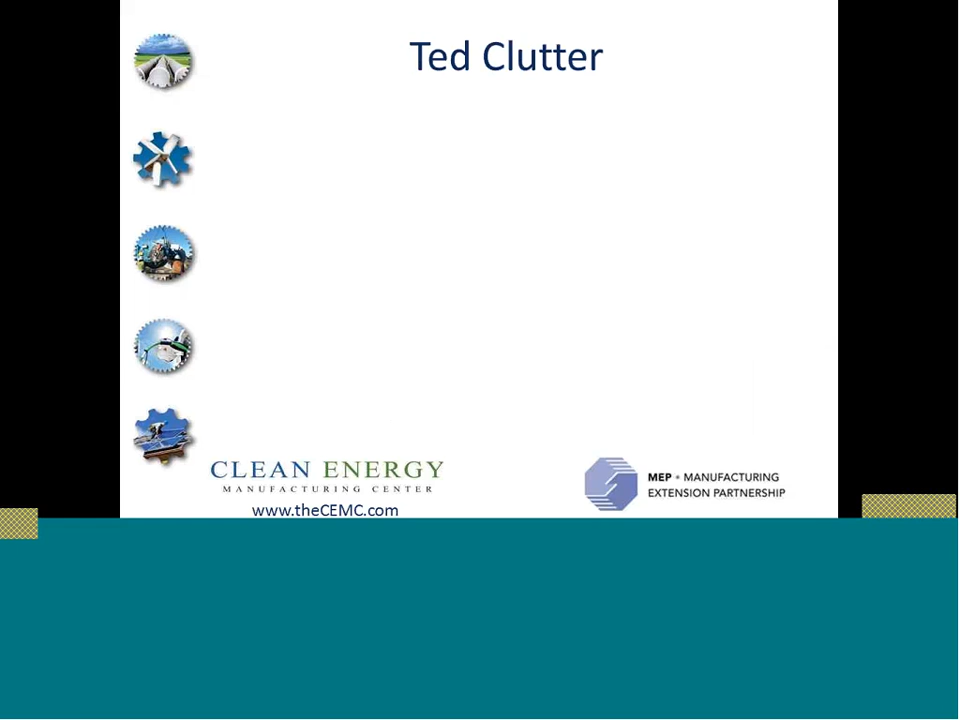 Ted Clutter
CLEAN ENERGY
MANUFACTURING CENTER
www.theCEMC.com
MEP • MANUFACTURING
EXTENSION PARTNERSHIP